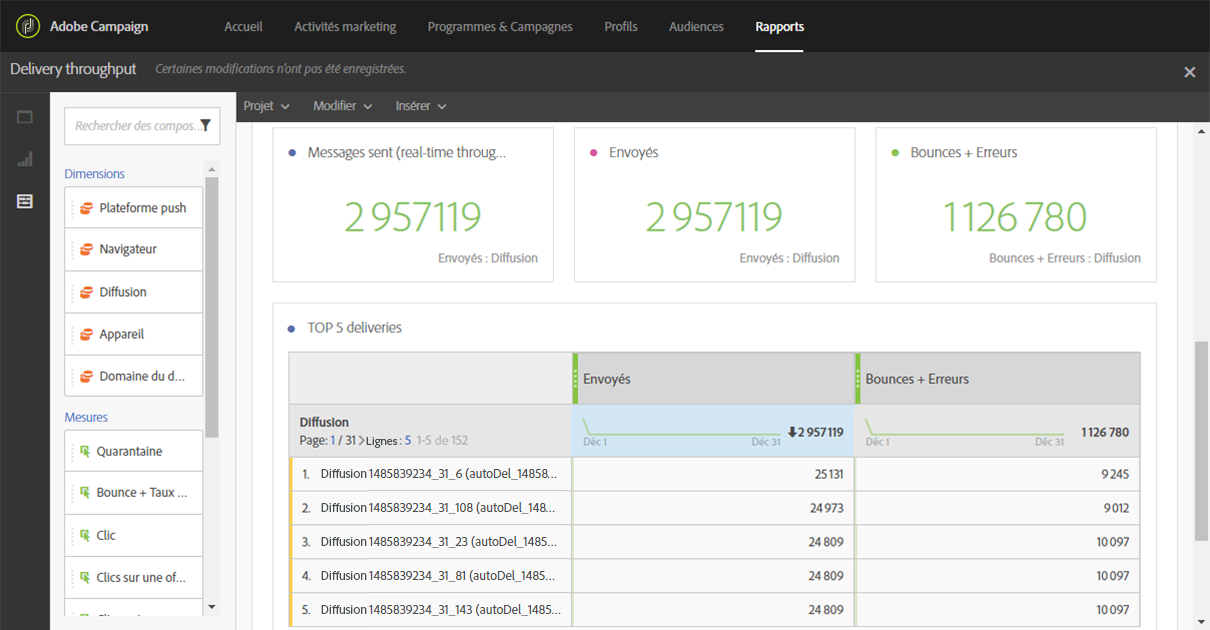 Adobe Campaign Accueil Activités marketing Programmes & Campagnes Profils Audiences Rapports
Delivery throughput Certaines modifications n'ont pas été enregistrées.
Projet Modifier Insérer
Rechercher des compos...
Dimensions
Plateforme push
Navigateur
Diffusion
Appareil
Domaine du d...
Mesures
Quarantaine
Bounce + Taux ...
Clic
Clics sur une of...
Messages sent (real-time throug...
2 957119
Envoyés : Diffusion
Envoyés
2 957119
Envoyés : Diffusion
Bounces + Erreurs
1126 780
Bounces + Erreurs : Diffusion
TOP 5 deliveries
Envoyés Bounces + Erreurs
Diffusion
Page: 1 / 31 > Lignes : 5 1-5 de 152
Déc 1 Déc 31 2 957119
Déc 1 Déc 31 1126 780
1. Diffusion 1485839234_31_6 (autoDel_14858... 25131 9 245
2. Diffusion 1485839234_31_108 (autoDel_148... 24973 9 012
3. Diffusion 1485839234_31_23 (autoDel_1485... 24 809 10 097
4. Diffusion 1485839234_31_81 (autoDel_1485... 24 809 10 097
5. Diffusion 1485839234_31_143 (autoDel_1485... 24 809 10 097